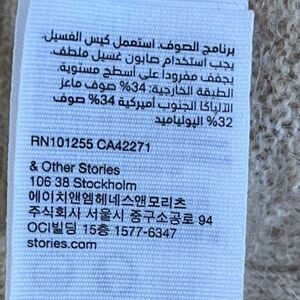 برنامج الصوف. استعمل كيس الغسيل.
يجب استخدام صابون غسيل ملطف.
يجفف مفرودا على أسطح مستوية.
الطبقة الخارجية: 34% صوف ماعز
الألباكا الجنوب أميركية 34% صوف
32% البولياميد
RN101255 CA42271
& Other Stories
106 38 Stockholm
에이치앤엠헤네스앤모리츠
주식회사 서울시 중구소공로 94
OCI빌딩 15층 1577-6347
stories.com